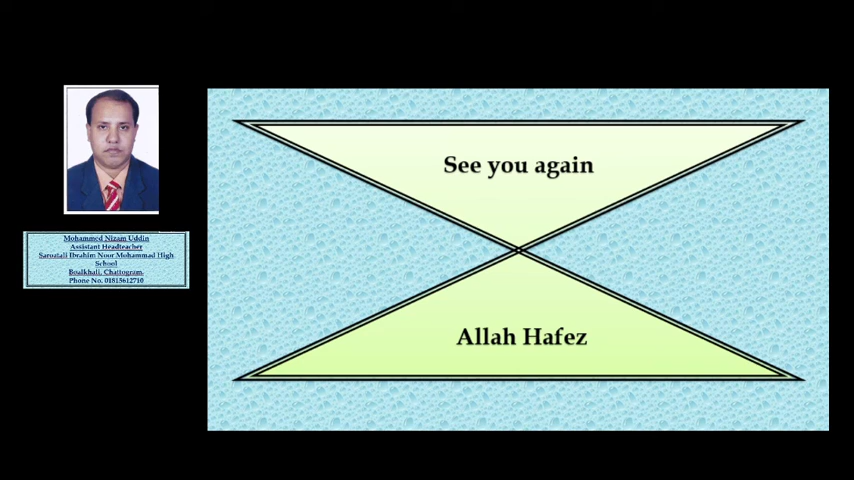 Mohammed Nizam Uddin
Assistant Headteacher
Saroatali Ibrahim Noor Mohammad High
School
Boalkhali, Chattogram.
Phone No. 01815612710
See you again
Allah Hafez